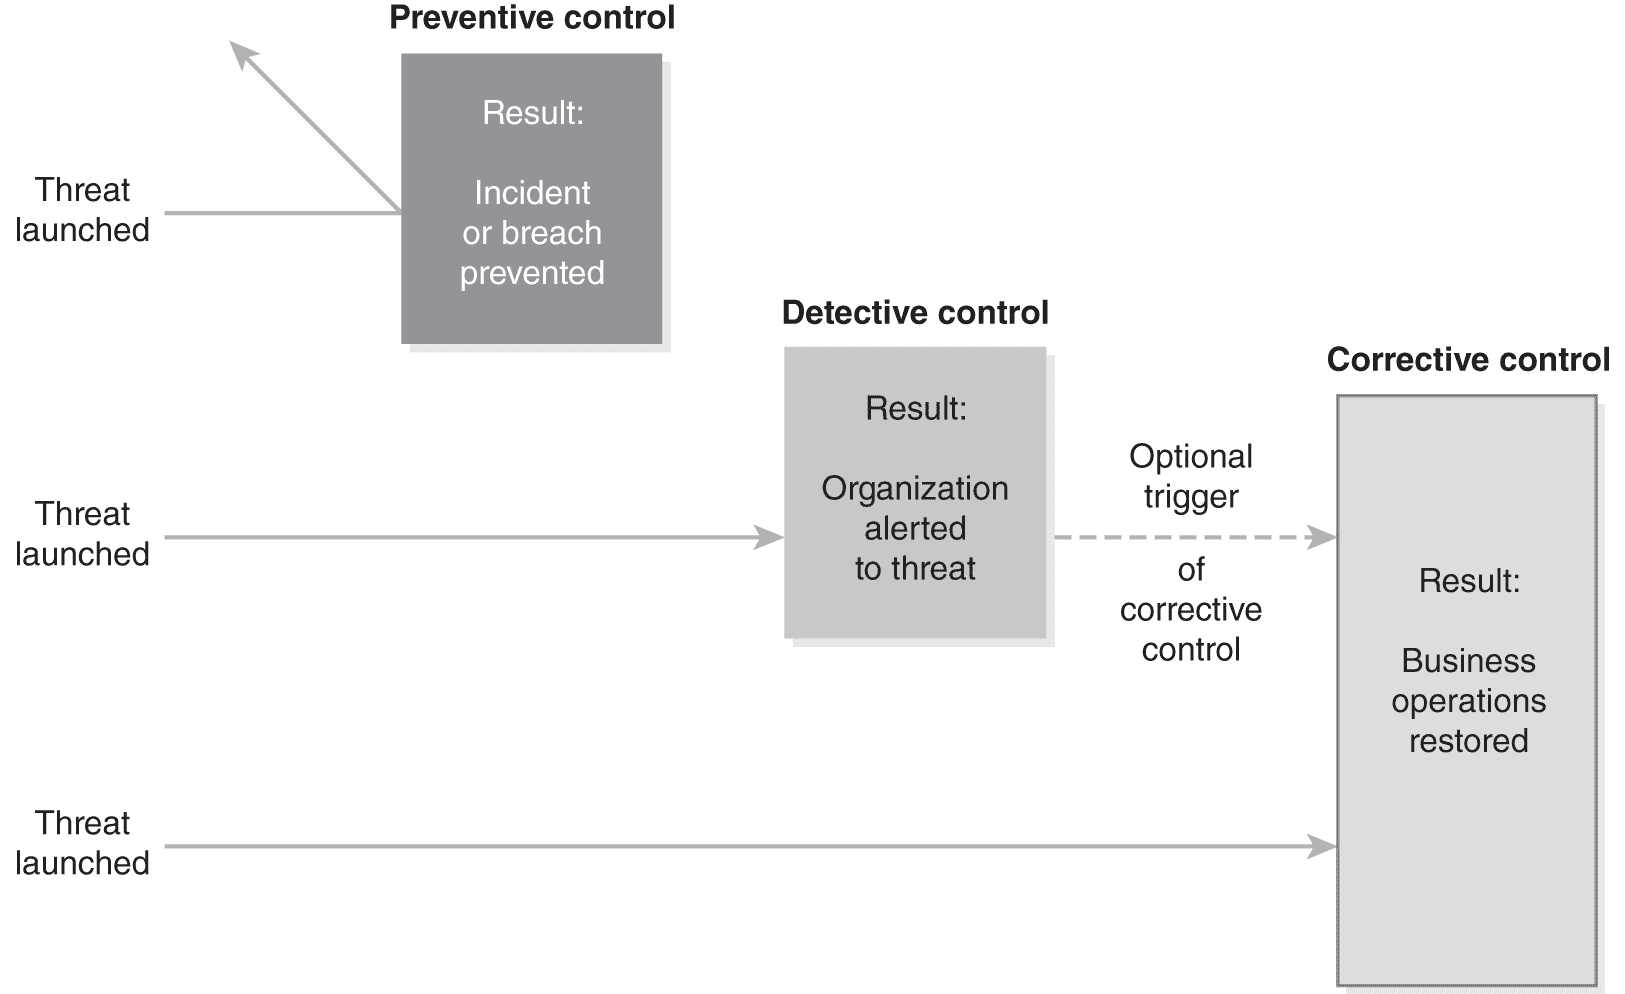 Preventive control
Result:
Incident
or breach
prevented
Threat
launched
Detective control
Result:
Organization
alerted
to threat
Threat
launched
Optional
trigger
of
corrective
control
Corrective control
Result:
Business
operations
restored
Threat
launched